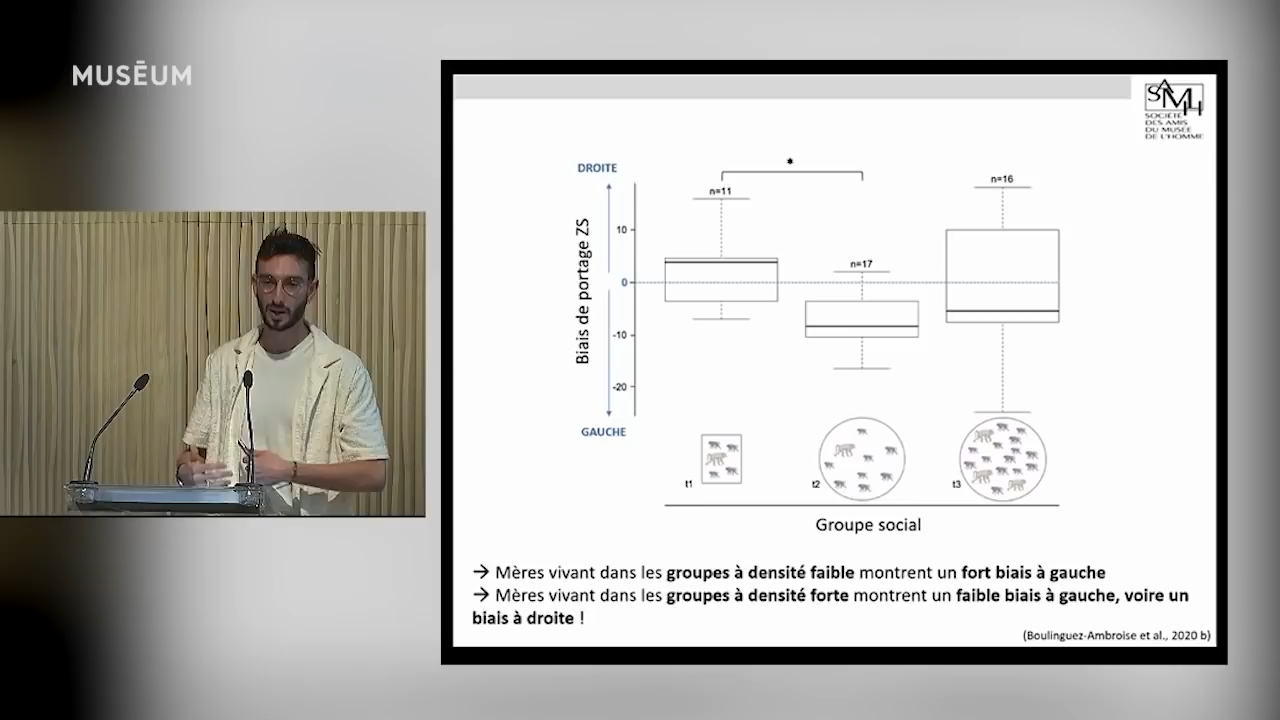 MUSĒUM
SAMH
SOCIÉTÉ
DES AMIS
DU MUSÉE
DE L'HOMME
DROITE
*
n=11
n=17
n=16
10
0
-10
-20
Biais de portage ZS
GAUCHE
t1
t2
t3
Groupe social
→ Mères vivant dans les groupes à densité faible montrent un fort biais à gauche
→ Mères vivant dans les groupes à densité forte montrent un faible biais à gauche, voire un
biais à droite !
(Boulinguez-Ambroise et al., 2020 b)